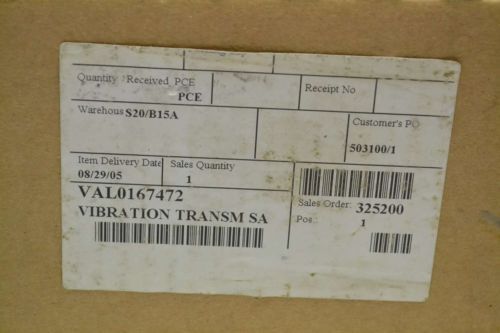 Quantity Received, PCE
PCE
Receipt No
Warehous S20/B15A
Customer's PO
503100/1
Item Delivery Date
08/29/05
Sales Quantity
1
VAL0167472
VIBRATION TRANSM SA
Sales Order: 325200
Pos.: 1